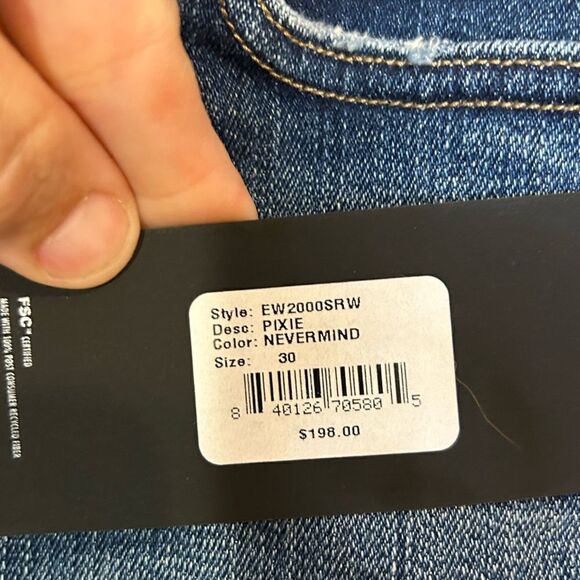 Style: EW2000SRW
Desc: PIXIE
Color: NEVERMIND
Size: 30
8 40126 70580 5
$198.00
FSC™ CERTIFIED
MADE WITH 100% POST CONSUMER RECYCLED FIBER